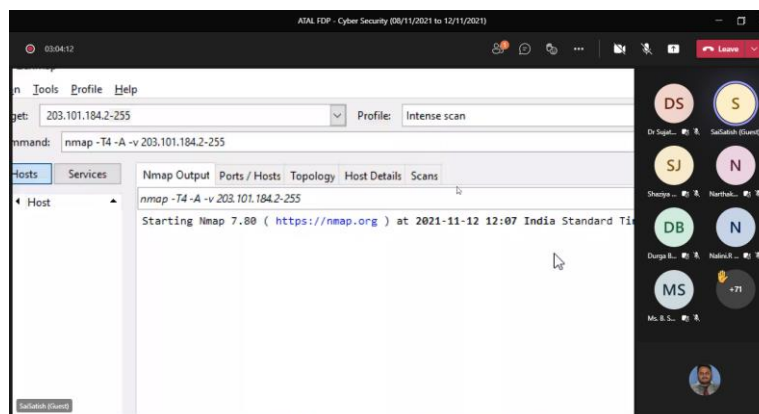 ATAL FDP - Cyber Security (08/11/2021 to 12/11/2021)
03:04:12
Leave
n Tools Profile Help
get: 203.101.184.2-255 Profile: Intense scan
mmand: nmap -T4 -A -v 203.101.184.2-255
Hosts Services Nmap Output Ports / Hosts Topology Host Details Scans
Host nmap -T4 -A -v 203.101.184.2-255
Starting Nmap 7.80 ( https://nmap.org ) at 2021-11-12 12:07 India Standard Ti
DS S
Dr Sujat... SaiSatish (Guest)
SJ N
Shaziya ... Narthak...
DB N
Durga B... Nalini.R ...
MS +71
Ms. B. S...
SaiSatish (Guest)